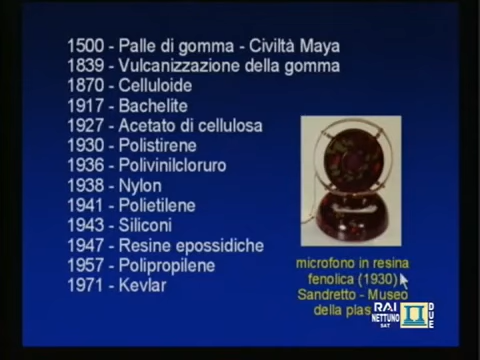 1500 - Palle di gomma - Civiltà Maya
1839 - Vulcanizzazione della gomma
1870 - Celluloide
1917 - Bachelite
1927 - Acetato di cellulosa
1930 - Polistirene
1936 - Polivinilcloruro
1938 - Nylon
1941 - Polietilene
1943 - Siliconi
1947 - Resine epossidiche
1957 - Polipropilene
1971 - Kevlar
microfono in resina
fenolica (1930)
Sandretto - Museo
della plas
RAI
NETTUNO
SAT
DUE